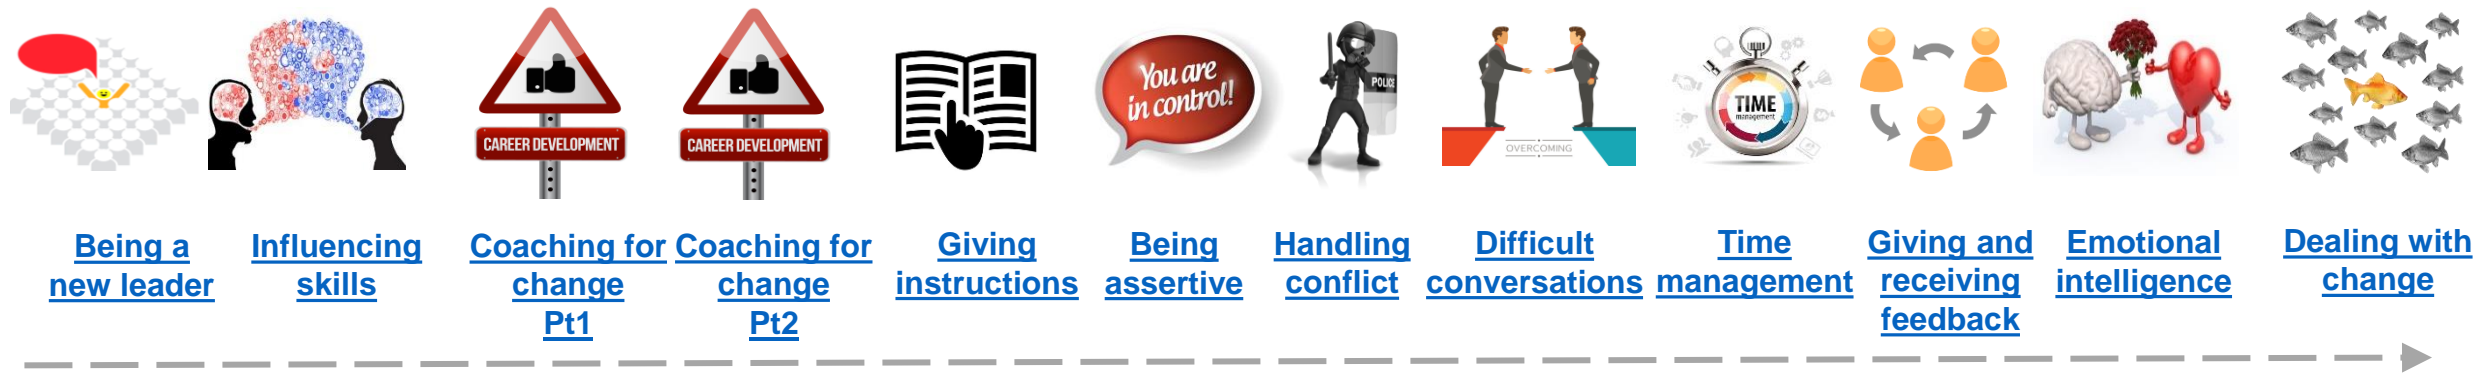 You are
in control!
CAREER DEVELOPMENT
CAREER DEVELOPMENT
POLICE
OVERCOMING
TIME
management
Being a
new leader
Influencing
skills
Coaching for
change
Pt1
Coaching for
change
Pt2
Giving
instructions
Being
assertive
Handling
conflict
Difficult
conversations
Time
management
Giving and
receiving
feedback
Emotional
intelligence
Dealing with
change